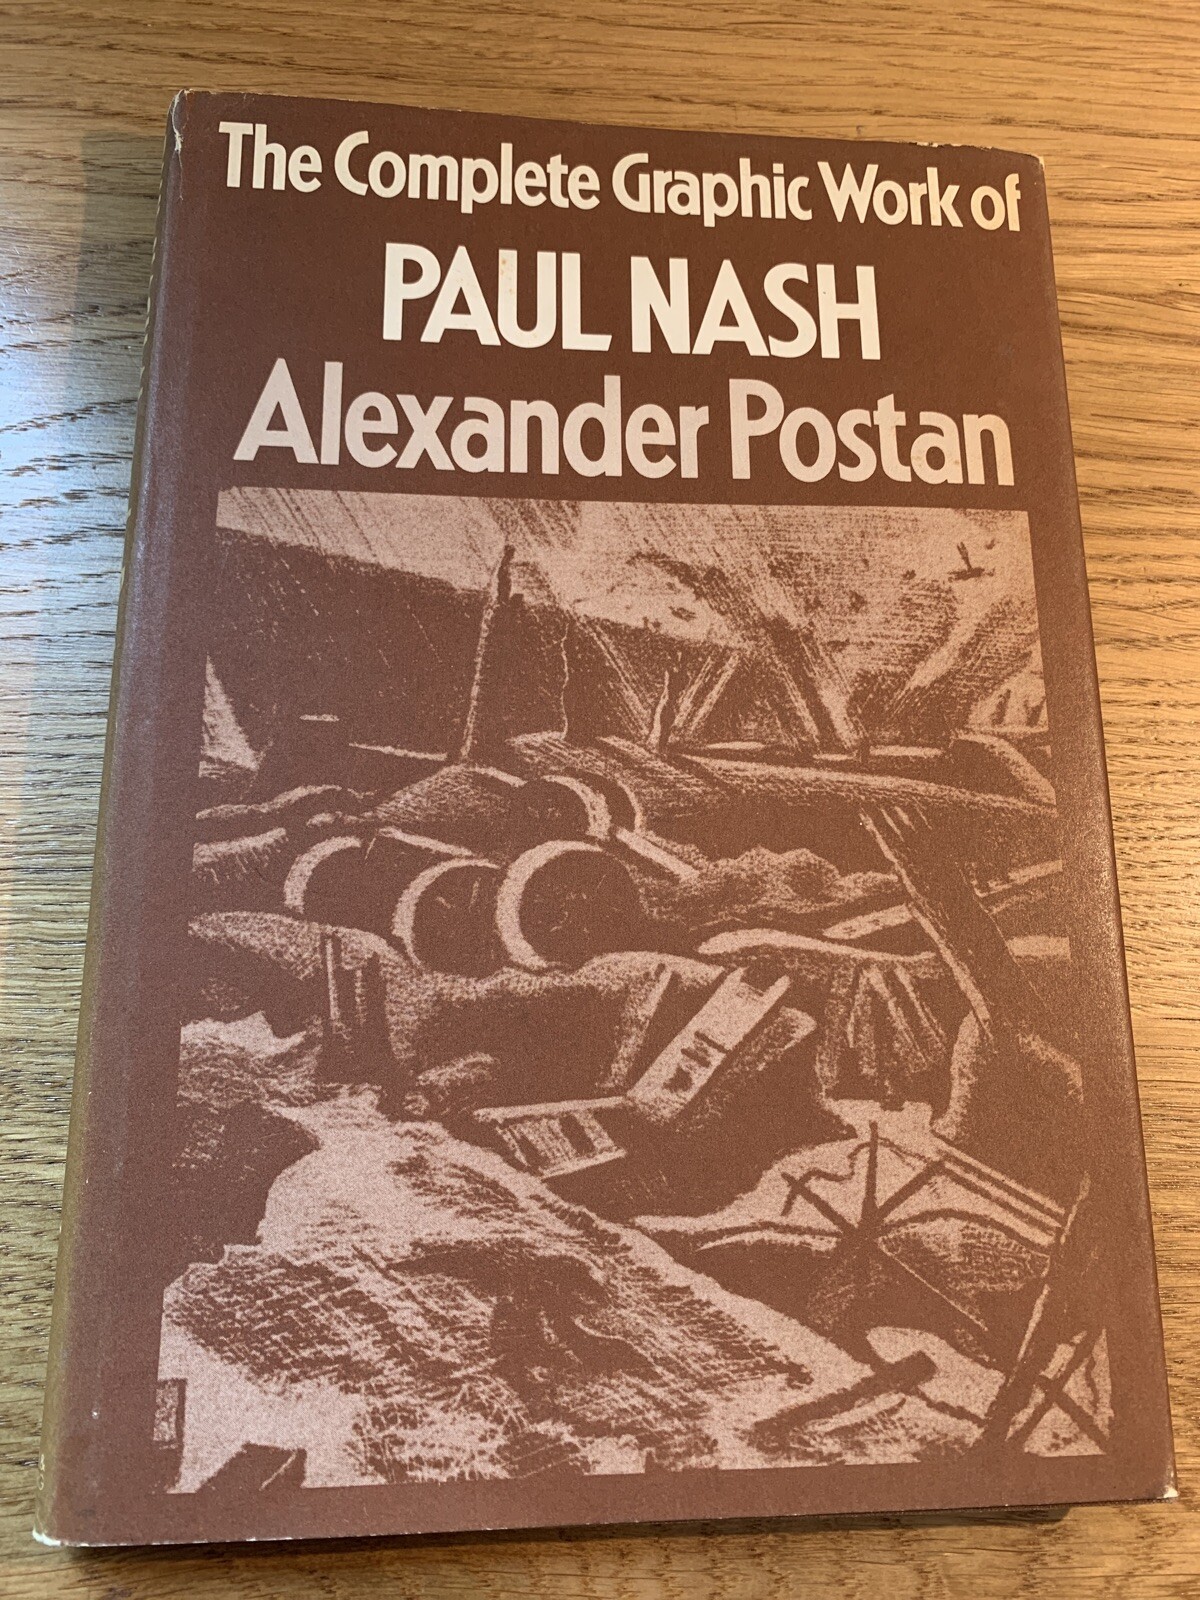 The Complete Graphic Work of
PAUL NASH
Alexander Postan